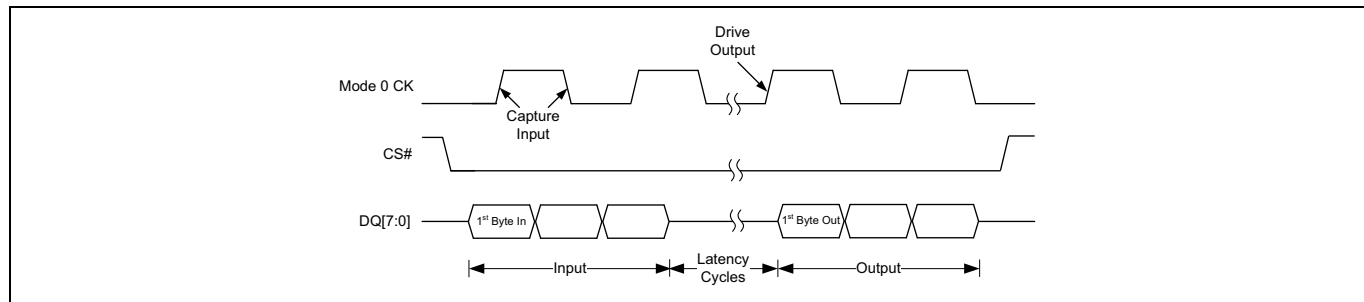 Drive
Output
Mode 0 CK
Capture
Input
CS#
DQ[7:0]
1st Byte In
1st Byte Out
Input
Latency
Cycles
Output